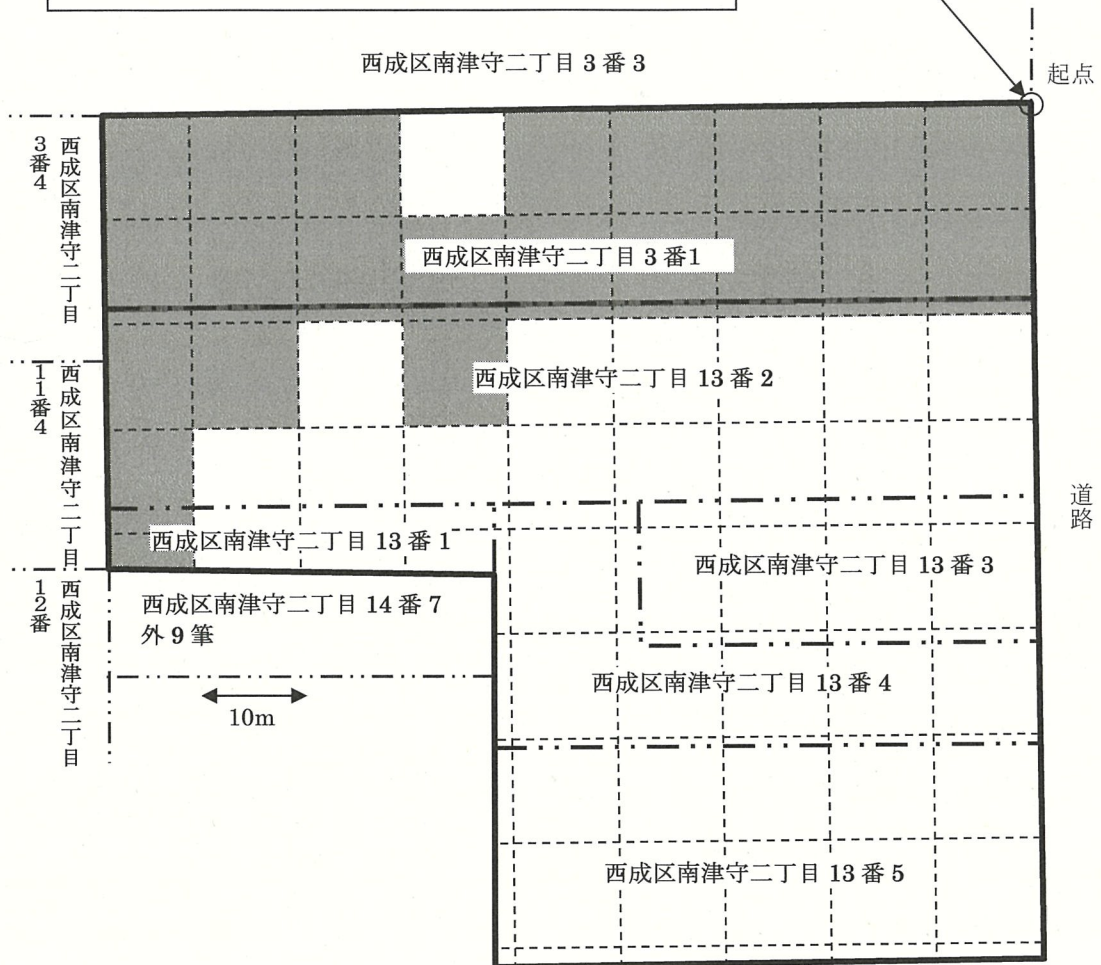 西成区南津守二丁目 3 番 3
起点
西成区南津守二丁目
3番4
西成区南津守二丁目 3 番1
西成区南津守二丁目
11番4
西成区南津守二丁目 13 番 2
道路
西成区南津守二丁目 13 番 1
西成区南津守二丁目 13 番 3
西成区南津守二丁目
12番
西成区南津守二丁目 14 番 7
外 9 筆
西成区南津守二丁目 13 番 4
10m
西成区南津守二丁目 13 番 5